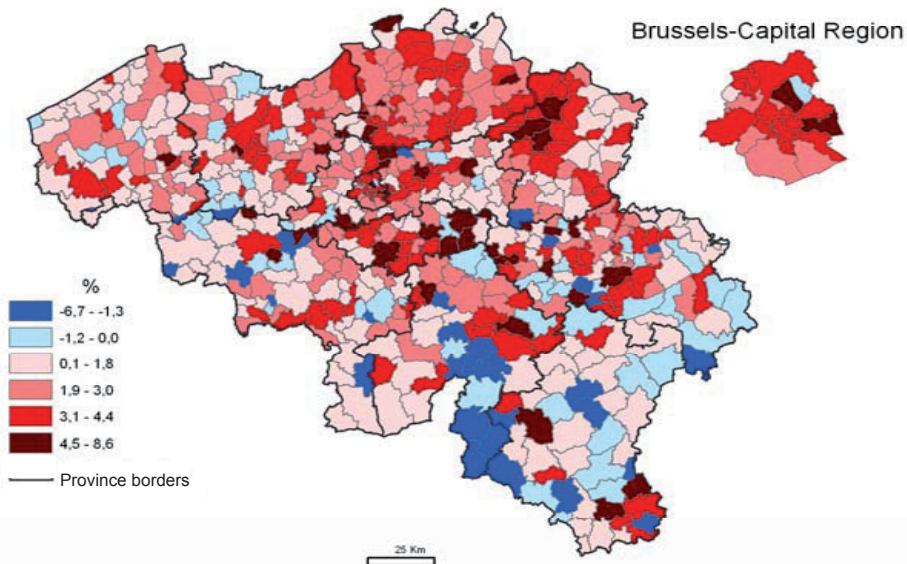 Brussels-Capital Region
%
-6,7 - -1,3
-1,2 - 0,0
0,1 - 1,8
1,9 - 3,0
3,1 - 4,4
4,5 - 8,6
Province borders
25 Km